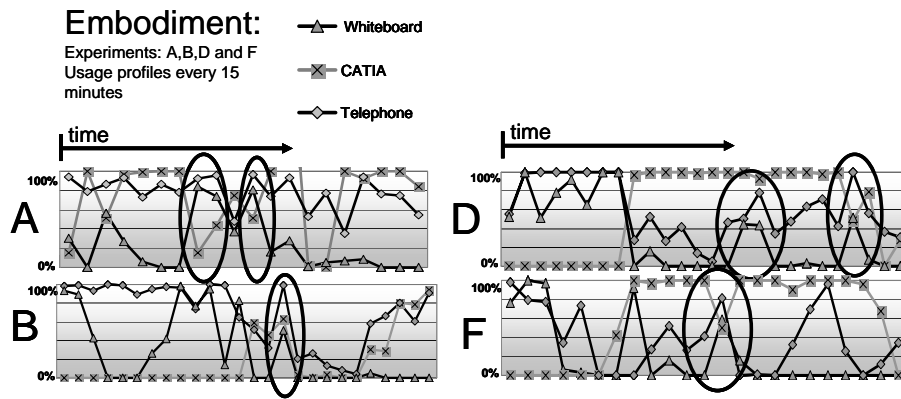 Embodiment:
Experiments: A,B,D and F
Usage profiles every 15
minutes
Whiteboard
CATIA
Telephone
time
time
100%
A
0%
100%
B
0%
100%
D
0%
100%
F
0%